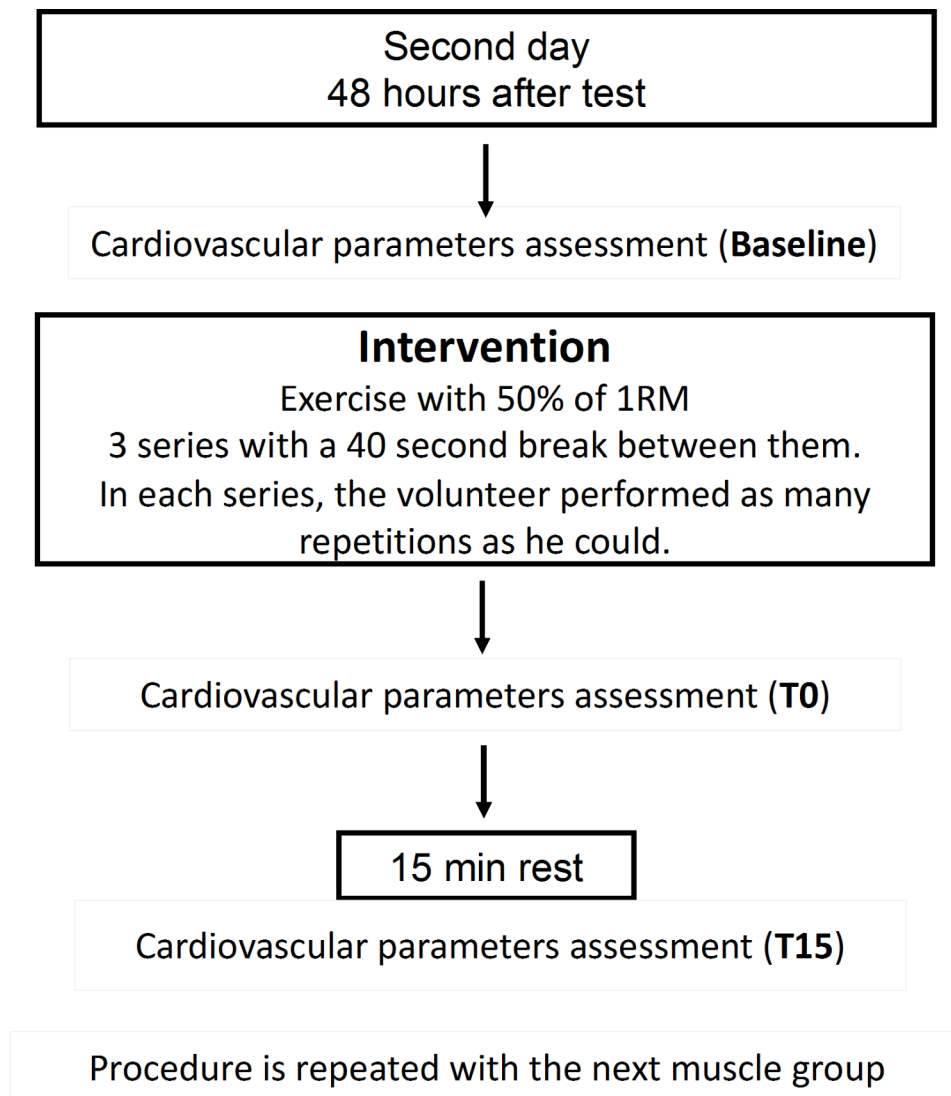 Second day
48 hours after test
Cardiovascular parameters assessment (Baseline)
Intervention
Exercise with 50% of 1RM
3 series with a 40 second break between them.
In each series, the volunteer performed as many
repetitions as he could.
Cardiovascular parameters assessment (T0)
15 min rest
Cardiovascular parameters assessment (T15)
Procedure is repeated with the next muscle group